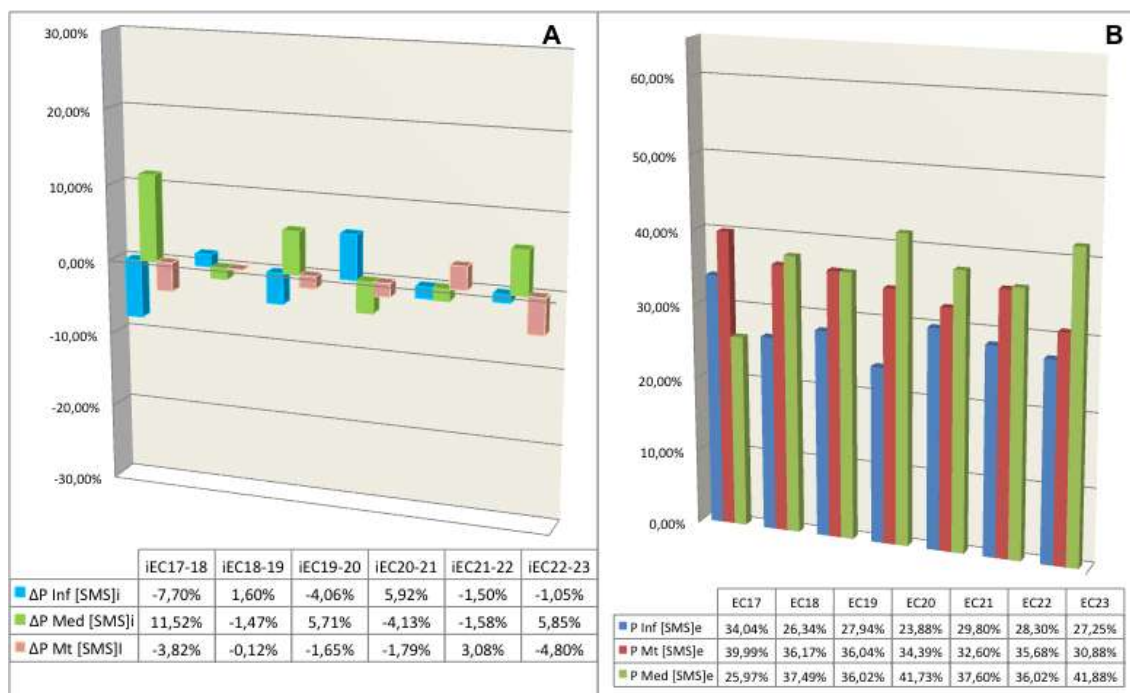 A
30,00%
20,00%
10,00%
0,00%
-10,00%
-20,00%
-30,00%
iEC17-18 iEC18-19 iEC19-20 iEC20-21 iEC21-22 iEC22-23
ΔP Inf [SMS]i -7,70% 1,60% -4,06% 5,92% -1,50% -1,05%
ΔP Med [SMS]i 11,52% -1,47% 5,71% -4,13% -1,58% 5,85%
ΔP Mt [SMS]I -3,82% -0,12% -1,65% -1,79% 3,08% -4,80%
B
60,00%
50,00%
40,00%
30,00%
20,00%
10,00%
0,00%
EC17 EC18 EC19 EC20 EC21 EC22 EC23
P Inf [SMS]e 34,04% 26,34% 27,94% 23,88% 29,80% 28,30% 27,25%
P Mt [SMS]e 39,99% 36,17% 36,04% 34,39% 32,60% 35,68% 30,88%
P Med [SMS]e 25,97% 37,49% 36,02% 41,73% 37,60% 36,02% 41,88%